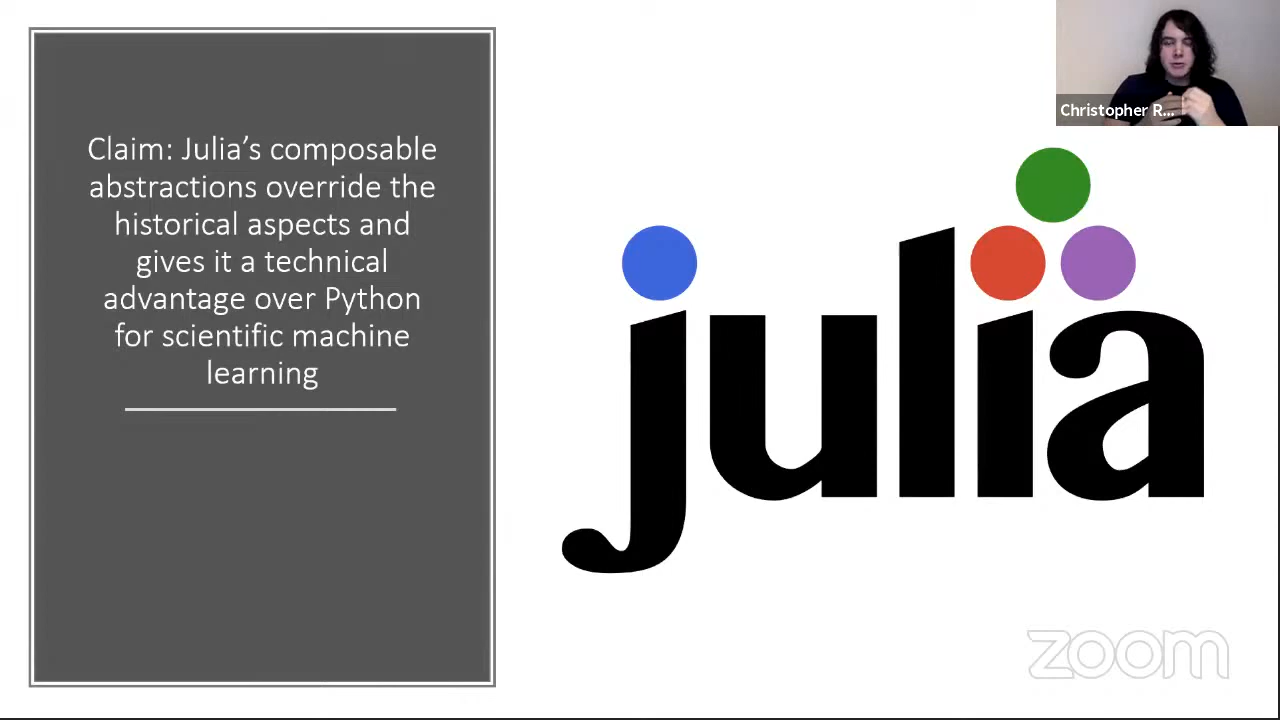 Claim: Julia's composable
abstractions override the
historical aspects and
gives it a technical
advantage over Python
for scientific machine
learning
julia
Christopher R...
zoom